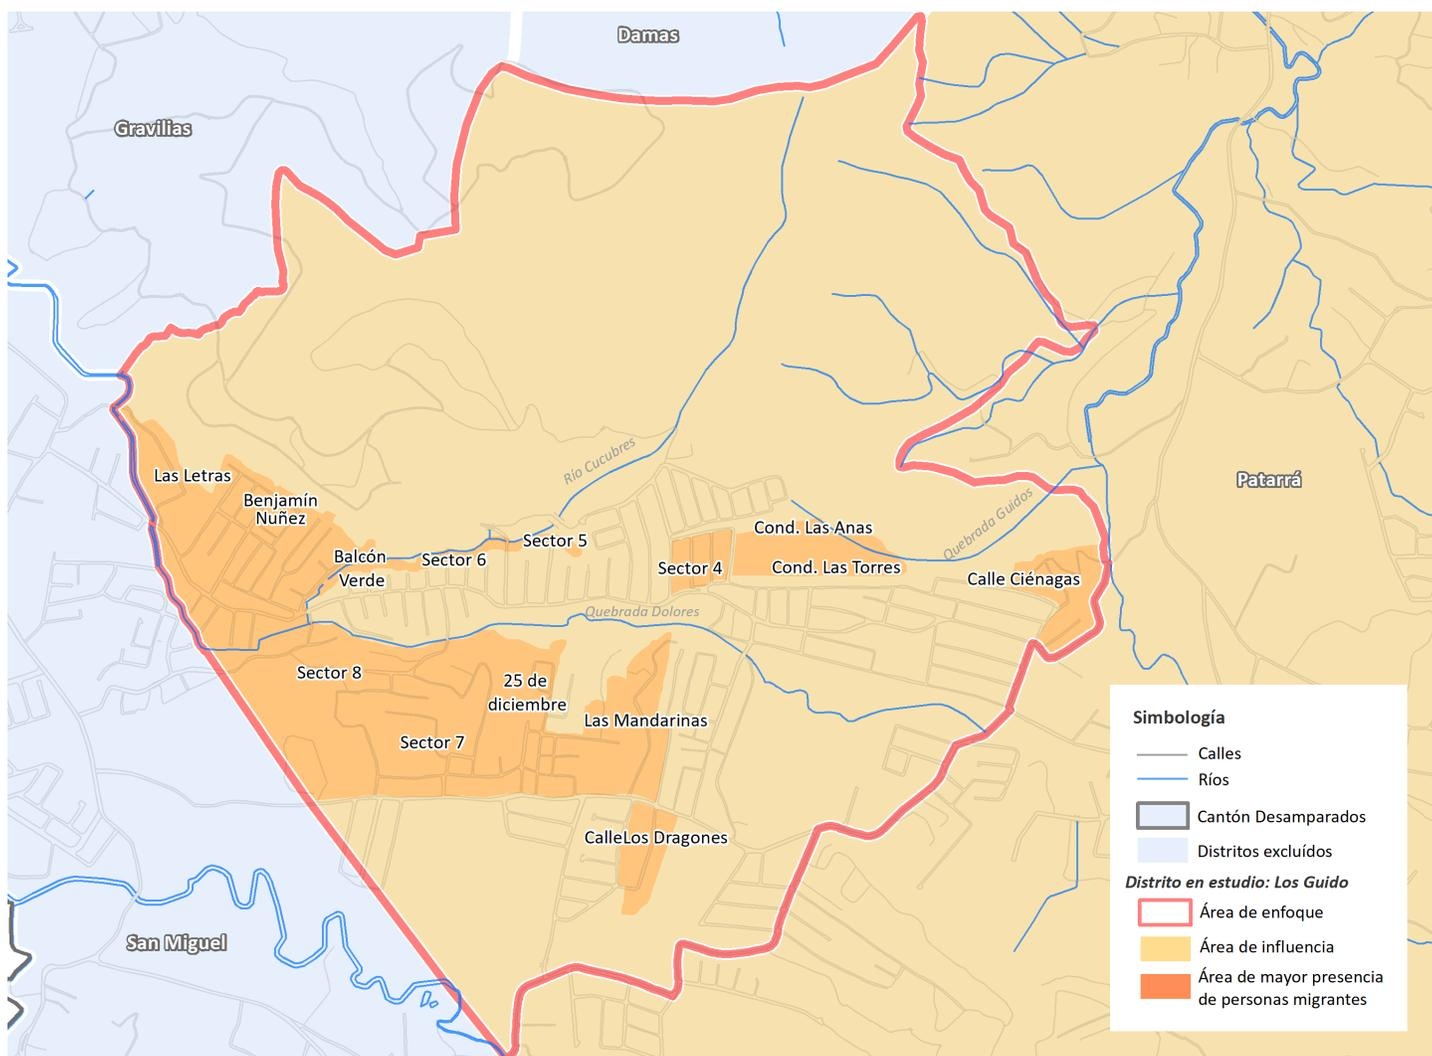 Damas
Gravilias
Río Cucubres
Las Letras
Benjamín
Nuñez
Patarrá
Quebrada Guidos
Cond. Las Anas
Sector 5
Balcón
Verde
Sector 6
Sector 4
Cond. Las Torres
Calle Ciénagas
Quebrada Dolores
Sector 8
25 de
diciembre
Las Mandarinas
Sector 7
CalleLos Dragones
San Miguel
Simbología
Calles
Ríos
Cantón Desamparados
Distritos excluídos
Distrito en estudio: Los Guido
Área de enfoque
Área de influencia
Área de mayor presencia
de personas migrantes